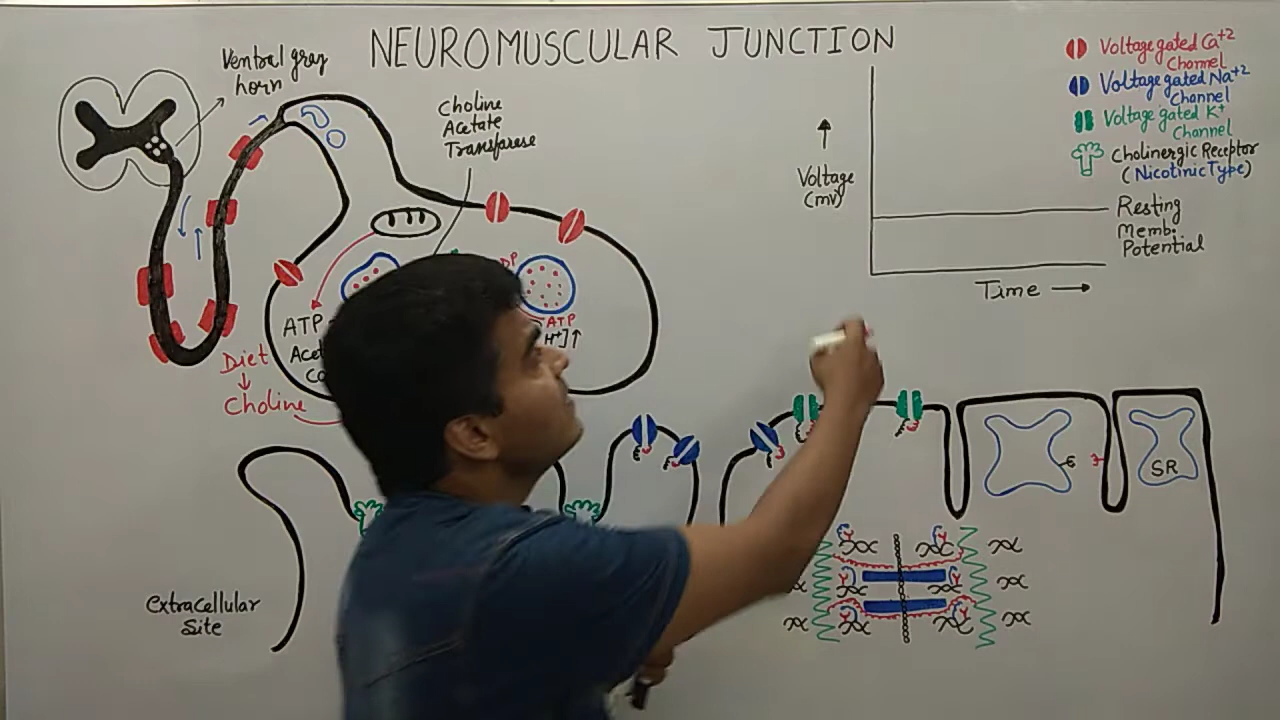 NEUROMUSCULAR JUNCTION
Ventral gray
horn
Choline
Acetate
Transferase
Voltage
(mv)
Time
Resting
Memb.
Potential
Voltage gated Ca+2
Channel
Voltage gated Na+2
Channel
Voltage gated K+
Channel
Cholinergic Receptor
(Nicotinic Type)
ATP
ATP
H+]↑
Diet
Choline
Extracellular
Site
SR